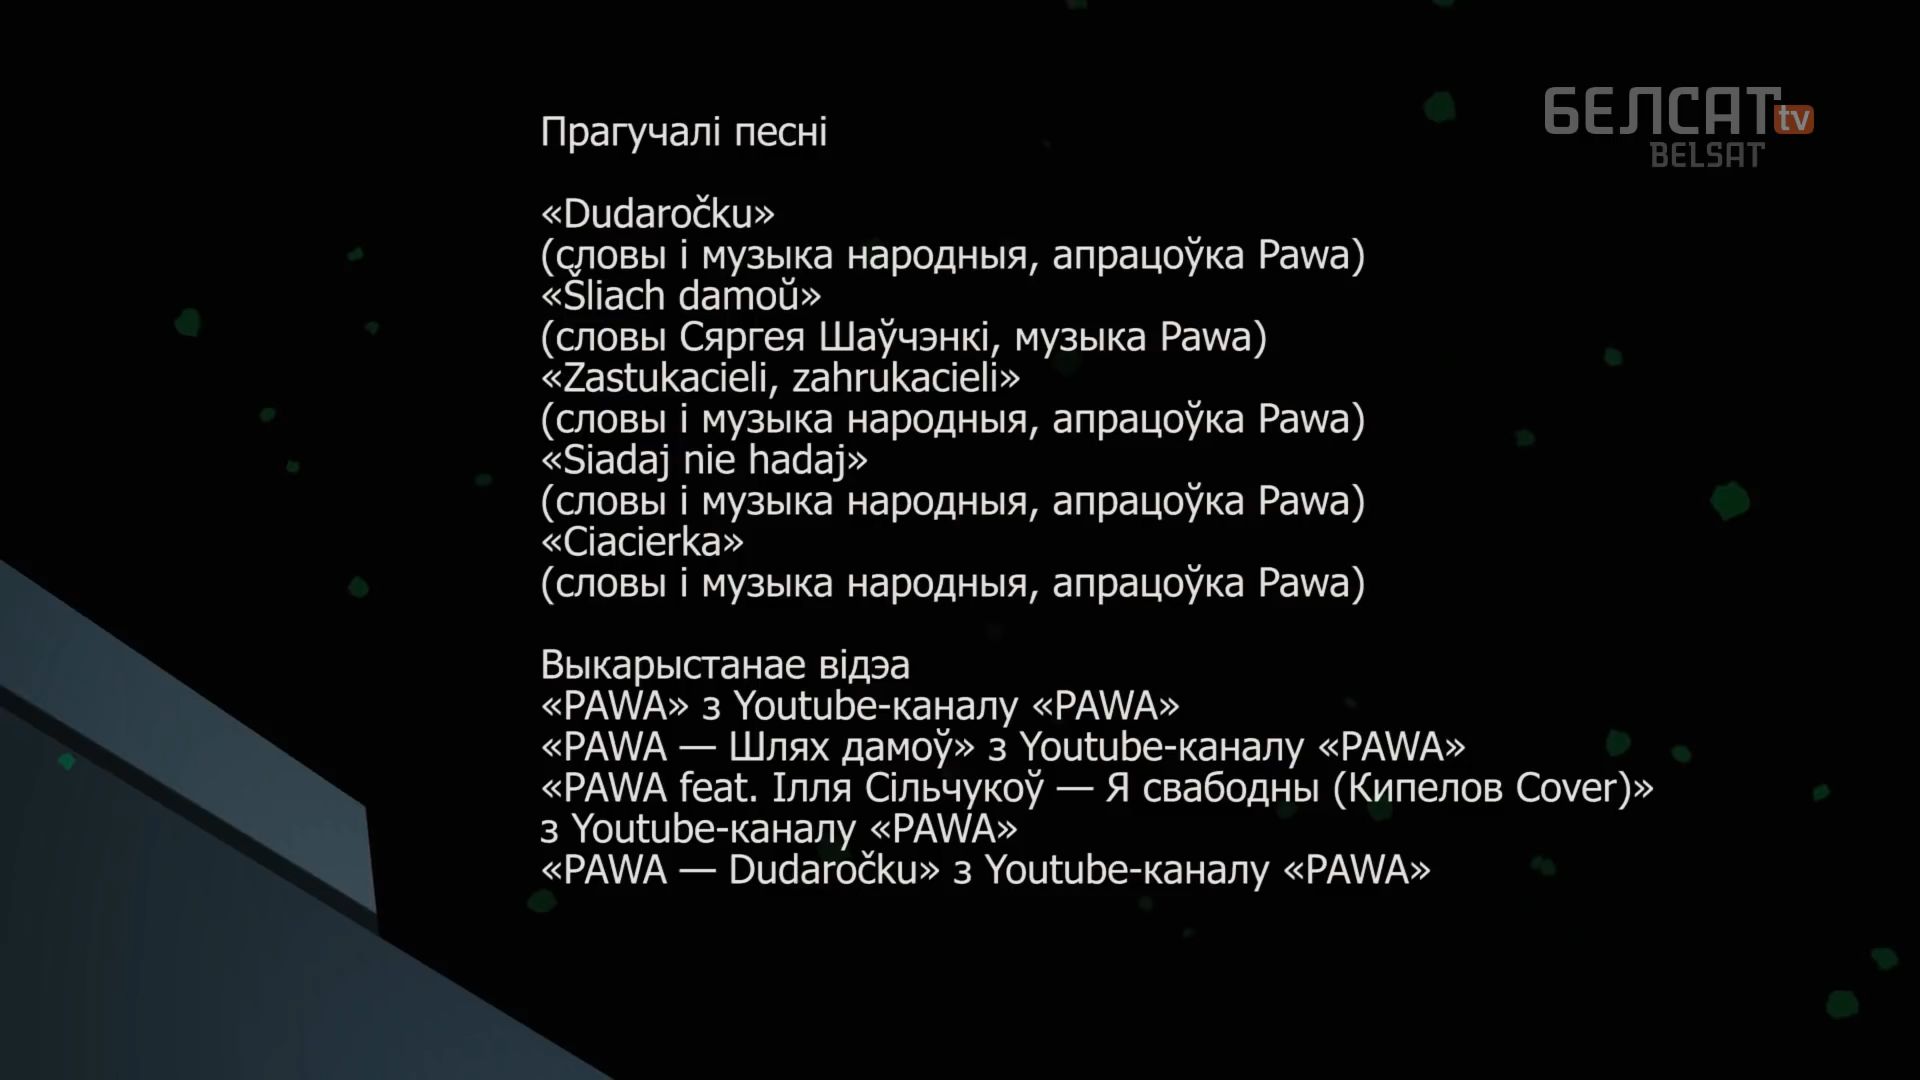 БЕЛСАТ tv
BELSAT
Прагучалі песні
«Dudaročku»
(словы і музыка народныя, апрацоўка Pawa)
«Šliach damoŭ»
(словы Сяргея Шаўчэнкі, музыка Pawa)
«Zastukacieli, zahrukacieli»
(словы і музыка народныя, апрацоўка Pawa)
«Siadaj nie hadaj»
(словы і музыка народныя, апрацоўка Pawa)
«Ciacierka»
(словы і музыка народныя, апрацоўка Pawa)
Выкарыстанае відэа
«PAWA» з Youtube-каналу «PAWA»
«PAWA — Шлях дамоў» з Youtube-каналу «PAWA»
«PAWA feat. Ілля Сільчукоў — Я свабодны (Кипелов Cover)»
з Youtube-каналу «PAWA»
«PAWA — Dudaročku» з Youtube-каналу «PAWA»